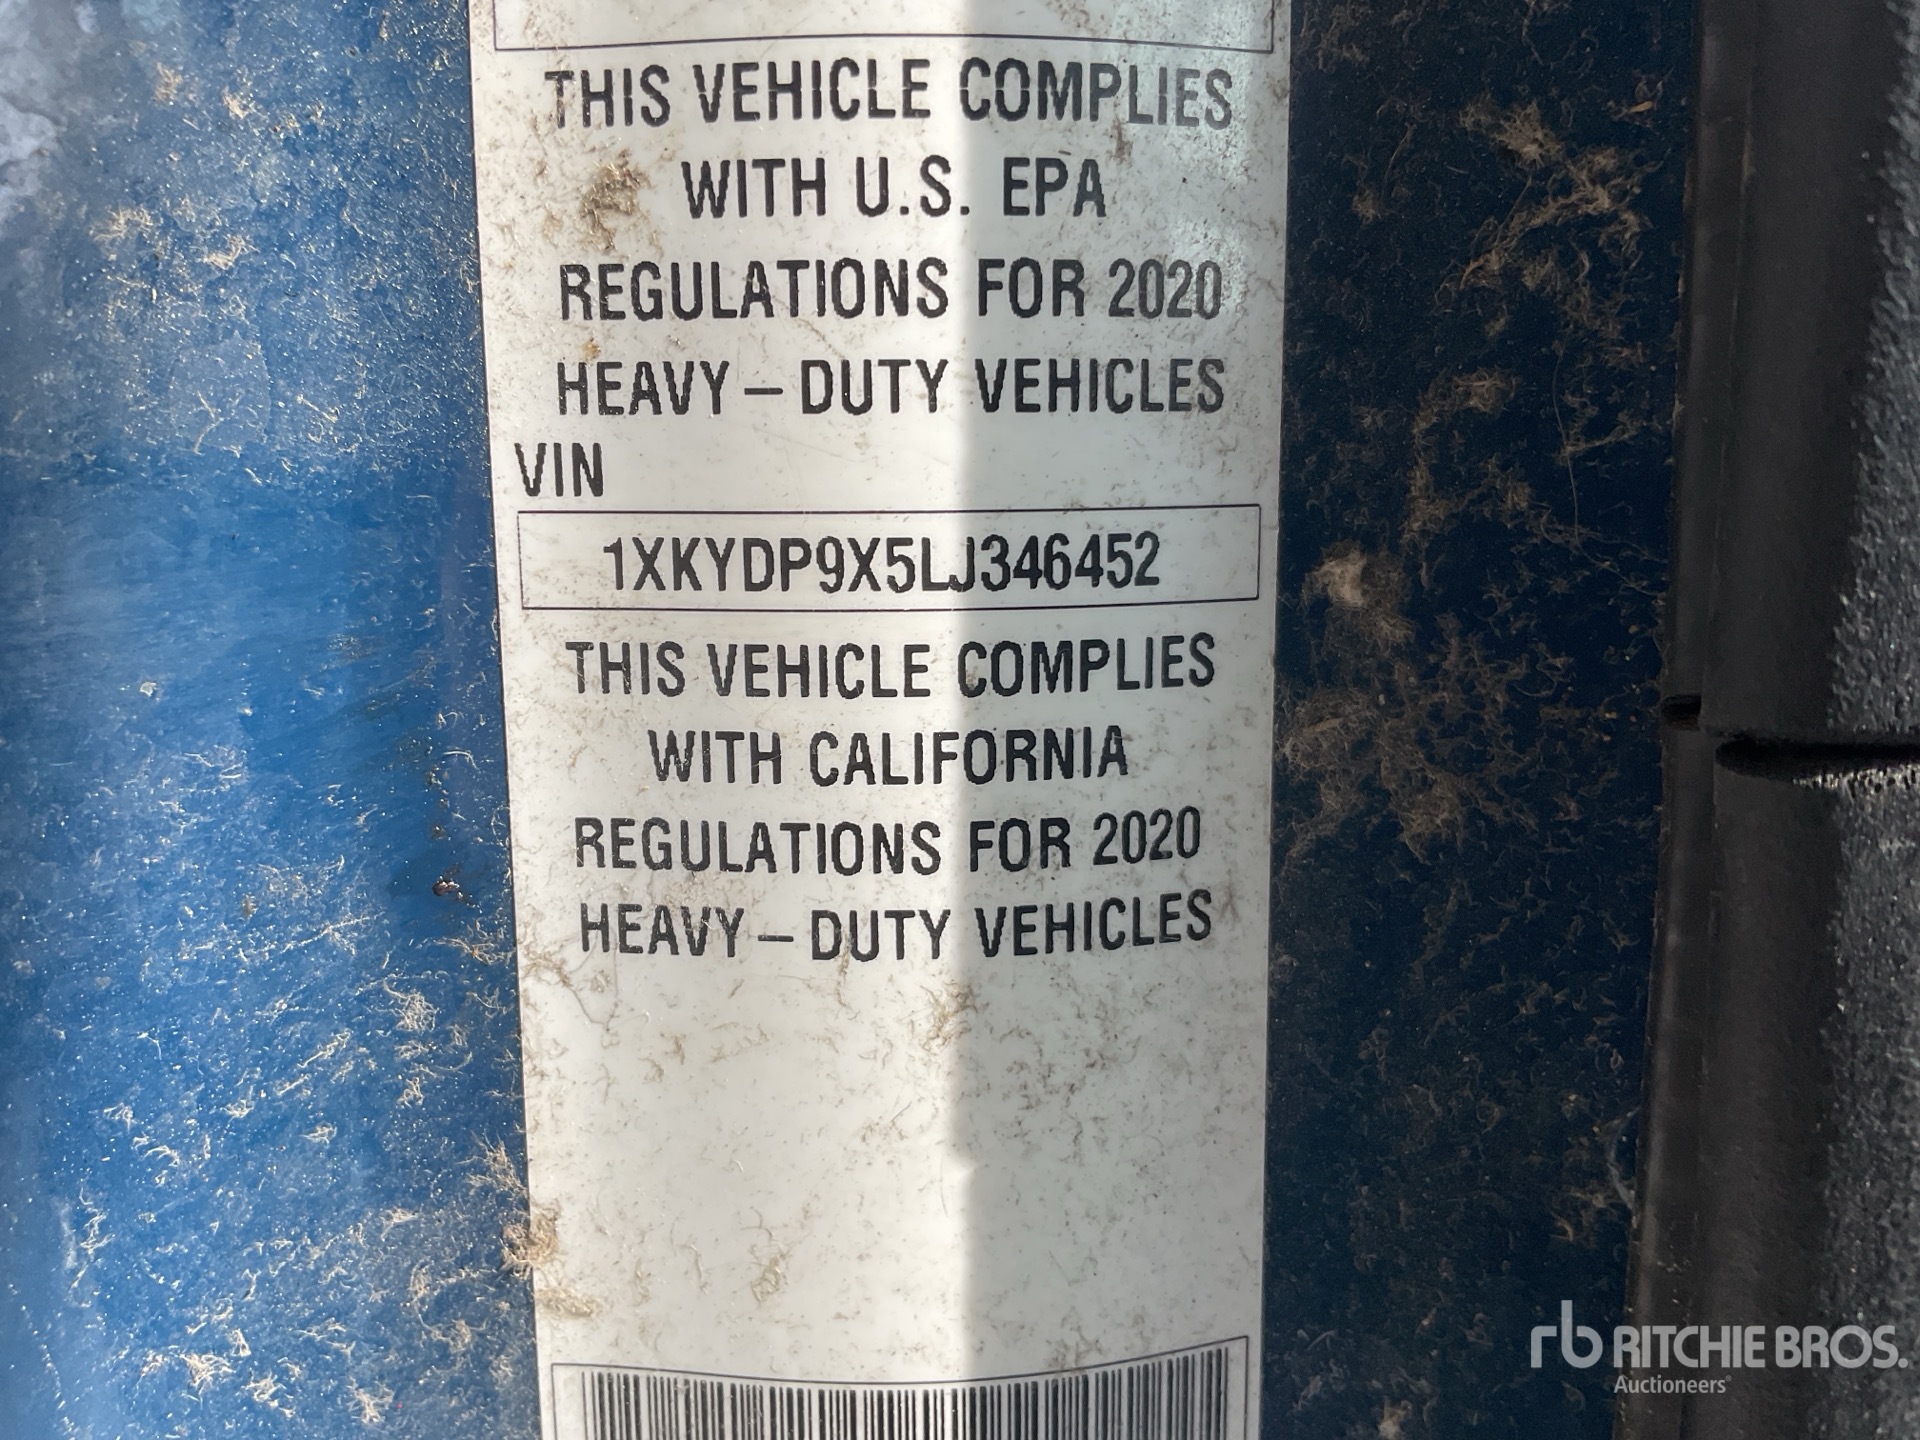 THIS VEHICLE COMPLIES
WITH U.S. EPA
REGULATIONS FOR 2020
HEAVY – DUTY VEHICLES
VIN
1XKYDP9X5LJ346452
THIS VEHICLE COMPLIES
WITH CALIFORNIA
REGULATIONS FOR 2020
HEAVY – DUTY VEHICLES
rb RITCHIE BROS.
Auctioneers